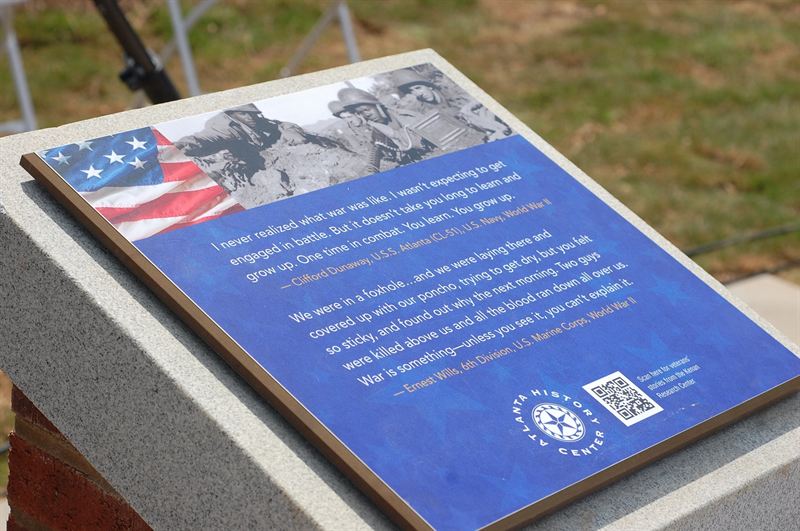 I never realized what war was like. I wasn't expecting to get
engaged in battle. But it doesn't take you long to learn and
grow up. One time in combat. You learn. You grow up.
—Clifford Dunaway, U.S.S. Atlanta (CL-51), U.S. Navy, World War II
We were in a foxhole...and we were laying there and
covered up with our poncho, trying to get dry, but you felt
so sticky, and found out why the next morning. Two guys
were killed above us and all the blood ran down all over us.
War is something—unless you see it, you can't explain it.
—Ernest Wills, 6th Division, U.S. Marine Corps, World War II
ATLANTA HISTORY CENTER
Scan here for veterans'
stories from the Kenan
Research Center.